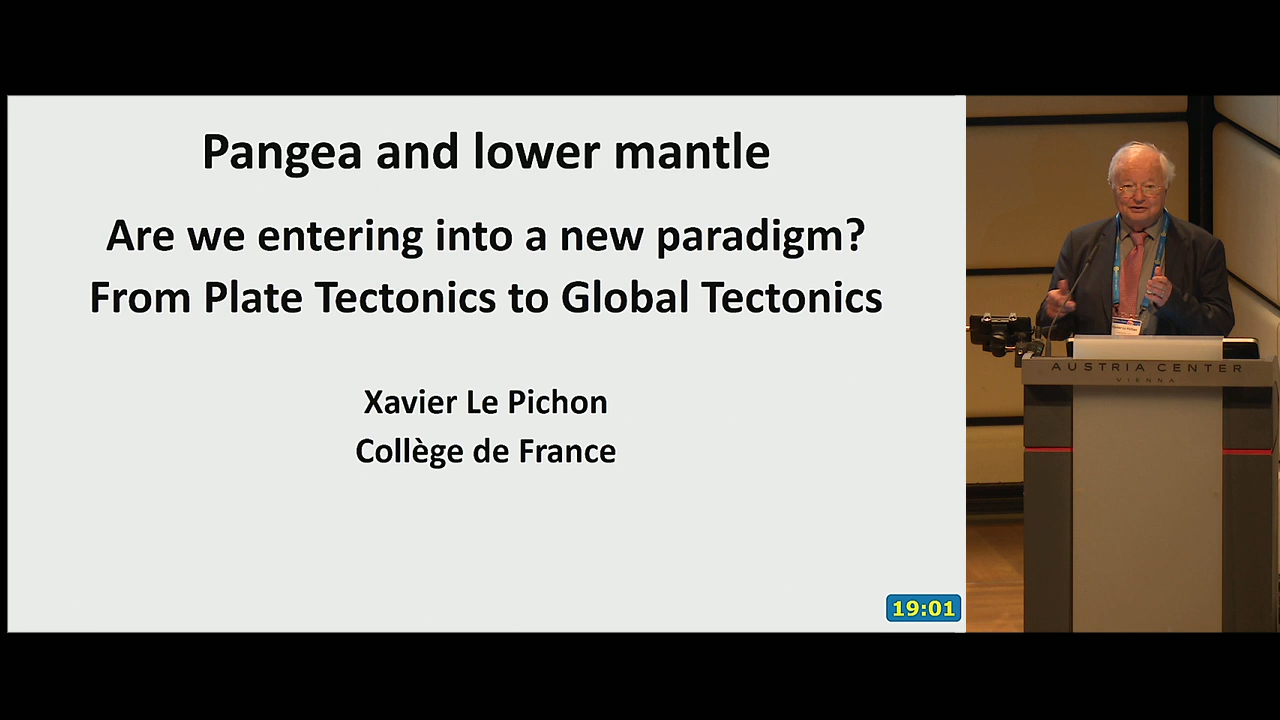 Pangea and lower mantle
Are we entering into a new paradigm?
From Plate Tectonics to Global Tectonics
Xavier Le Pichon
Collège de France
19:01
AUSTRIA CENTER
VIENNA